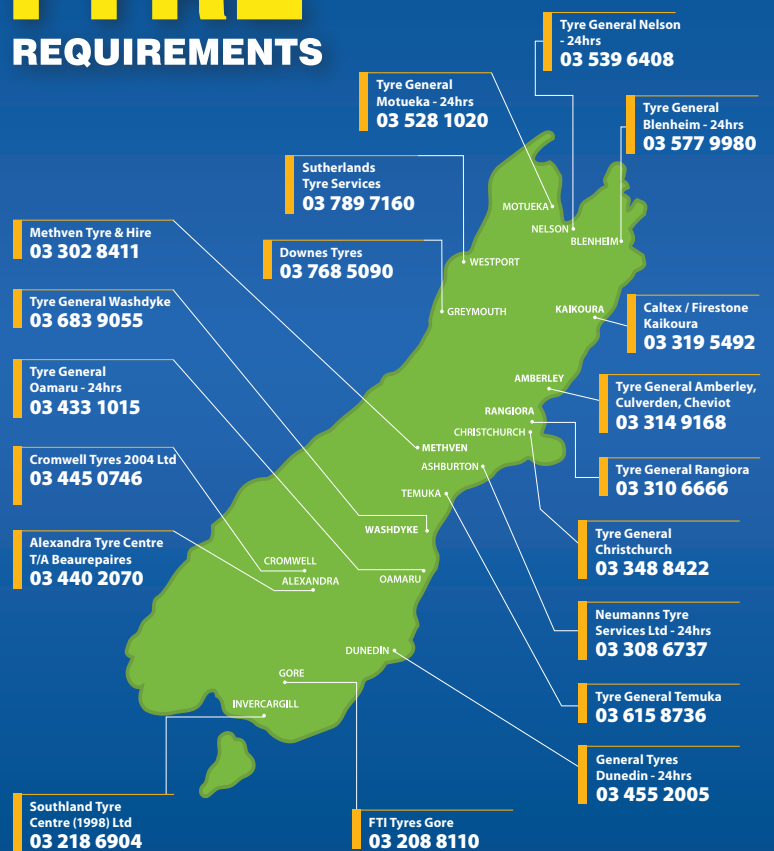 REQUIREMENTS
Tyre General Nelson
- 24hrs
03 539 6408
Tyre General
Motueka - 24hrs
03 528 1020
Tyre General
Blenheim - 24hrs
03 577 9980
Sutherlands
Tyre Services
03 789 7160
Methven Tyre & Hire
03 302 8411
Downes Tyres
03 768 5090
Tyre General Washdyke
03 683 9055
Caltex / Firestone
Kaikoura
03 319 5492
Tyre General
Oamaru - 24hrs
03 433 1015
Tyre General Amberley,
Culverden, Cheviot
03 314 9168
Cromwell Tyres 2004 Ltd
03 445 0746
Tyre General Rangiora
03 310 6666
Alexandra Tyre Centre
T/A Beaurepaires
03 440 2070
Tyre General
Christchurch
03 348 8422
Neumanns Tyre
Services Ltd - 24hrs
03 308 6737
Tyre General Temuka
03 615 8736
General Tyres
Dunedin - 24hrs
03 455 2005
Southland Tyre
Centre (1998) Ltd
03 218 6904
FTI Tyres Gore
03 208 8110
MOTUEKA
NELSON
BLENHEIM
WESTPORT
GREYMOUTH
KAIKOURA
AMBERLEY
RANGIORA
CHRISTCHURCH
METHVEN
ASHBURTON
TEMUKA
WASHDYKE
CROMWELL
ALEXANDRA
OAMARU
DUNEDIN
GORE
INVERCARGILL